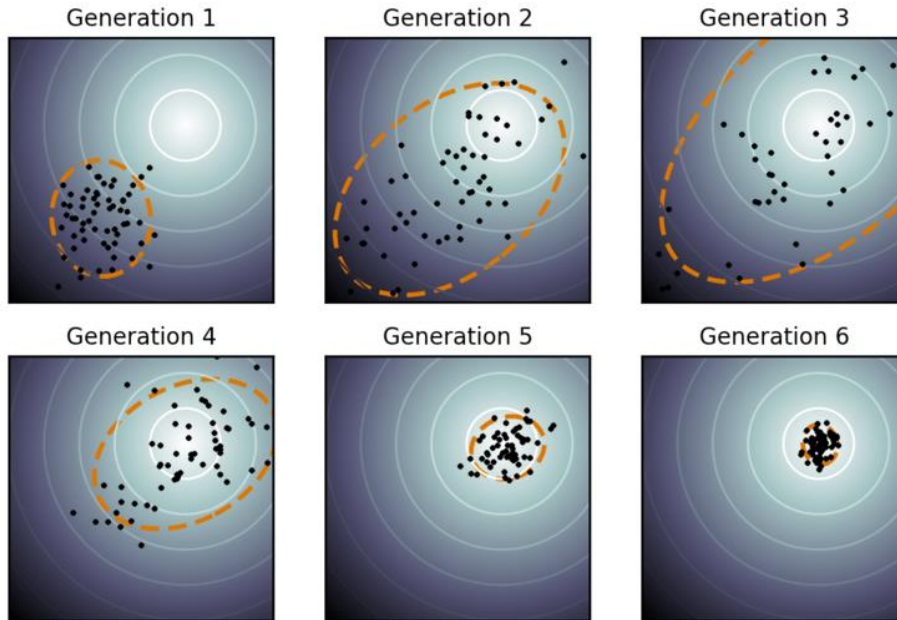 Generation 1
Generation 2
Generation 3
Generation 4
Generation 5
Generation 6